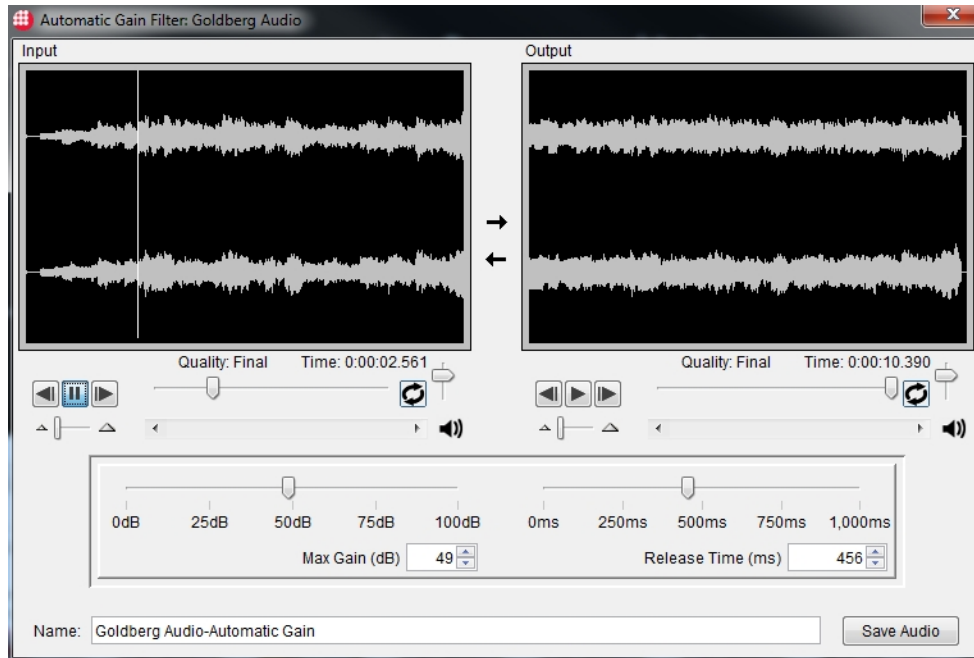 Automatic Gain Filter: Goldberg Audio
Input
Output
Quality: Final Time: 0:00:02.561
Quality: Final Time: 0:00:10.390
0dB 25dB 50dB 75dB 100dB
0ms 250ms 500ms 750ms 1,000ms
Max Gain (dB) 49
Release Time (ms) 456
Name: Goldberg Audio-Automatic Gain
Save Audio